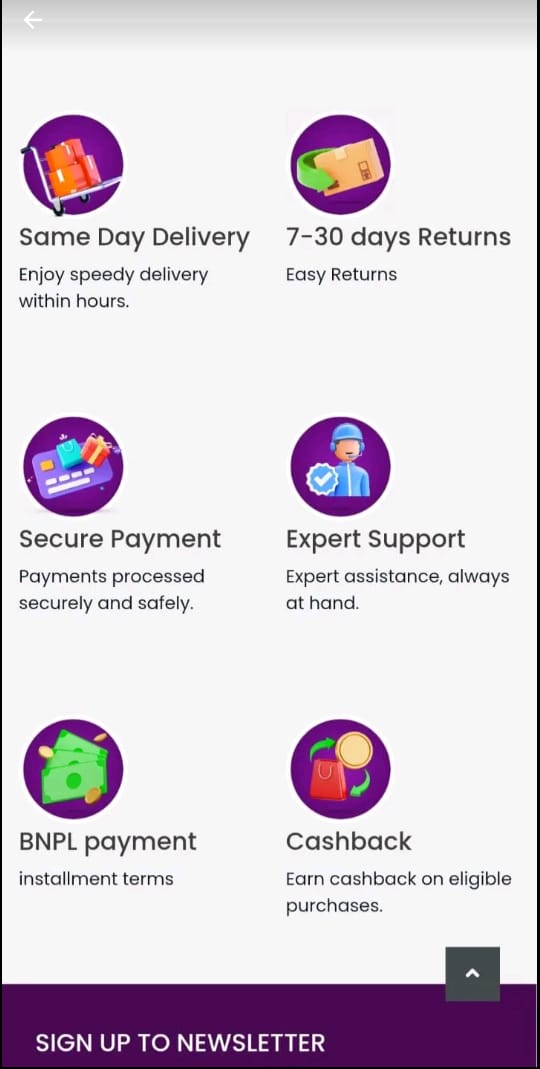 Same Day Delivery
Enjoy speedy delivery
within hours.
7-30 days Returns
Easy Returns
Secure Payment
Payments processed
securely and safely.
Expert Support
Expert assistance, always
at hand.
BNPL payment
installment terms
Cashback
Earn cashback on eligible
purchases.
SIGN UP TO NEWSLETTER